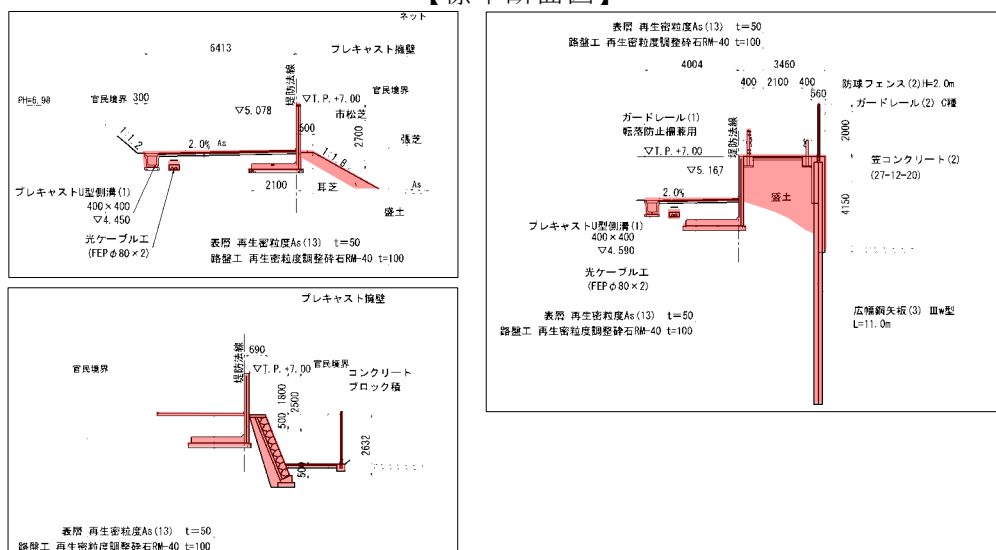 【標準断面図】
ネット
6413
プレキャスト擁壁
堤防法線
▽T.P.+7.00
官民境界
PH=6.98
官民境界
300
▽5.078
市松芝
500
2700
張芝
1:1.2
2.0%
As
1:1.8
2100
耳芝
As
盛土
プレキャストU型側溝(1)
400×400
▽4.450
光ケーブル工
(FEPφ80×2)
表層 再生密粒度As(13) t=50
路盤工 再生密粒度調整砕石RM-40 t=100
表層 再生密粒度As(13) t=50
路盤工 再生密粒度調整砕石RM-40 t=100
4004
3460
400
2100
400
防球フェンス(2)H=2.0m
560
ガードレール(2) C種
ガードレール(1)
転落防止柵兼用
堤防法線
2000
▽T.P.+7.00
▽5.167
笠コンクリート(2)
(27-12-20)
2.0%
盛土
4150
プレキャストU型側溝(1)
400×400
▽4.590
光ケーブル工
(FEPφ80×2)
広幅鋼矢板(3) Ⅲw型
L=11.0m
表層 再生密粒度As(13) t=50
路盤工 再生密粒度調整砕石RM-40 t=100
プレキャスト擁壁
堤防法線
690
官民境界
▽T.P.+7.00
官民境界
コンクリート
ブロック積
1800
2500
500
2632
500
表層 再生密粒度As(13) t=50
路盤工 再生密粒度調整砕石RM-40 t=100